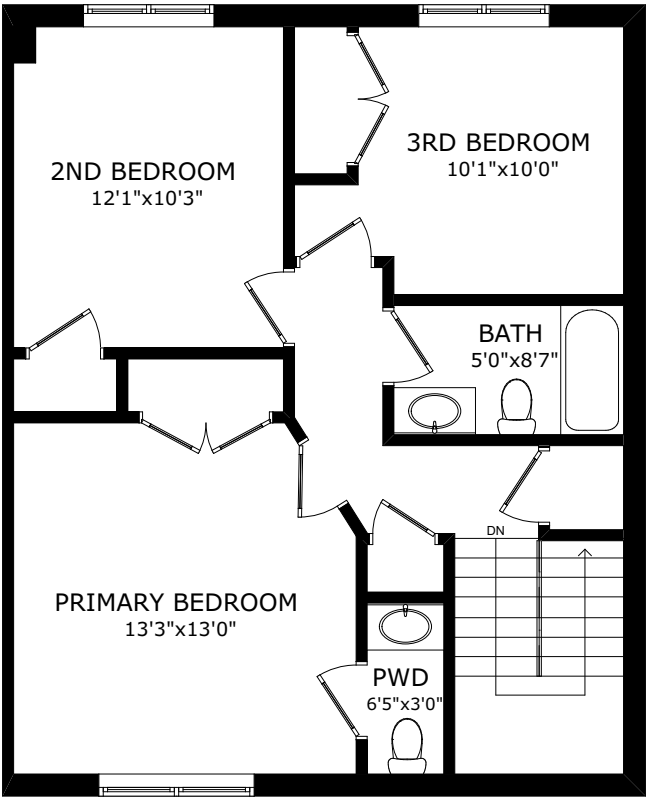 2ND BEDROOM
12'1"x10'3"
3RD BEDROOM
10'1"x10'0"
BATH
5'0"x8'7"
DN
PRIMARY BEDROOM
13'3"x13'0"
PWD
6'5"x3'0"